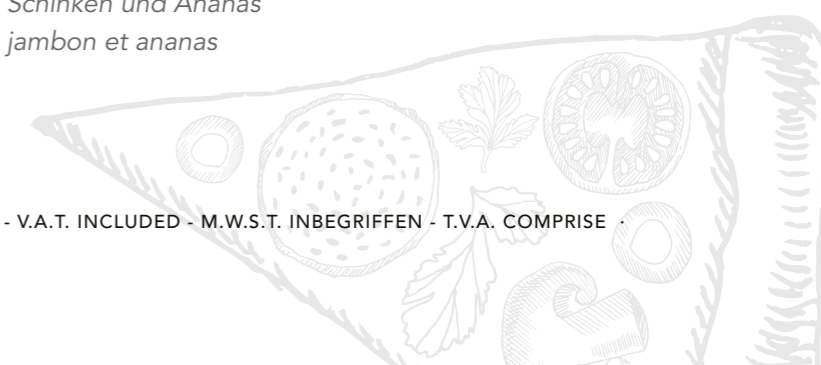 Schinken und Ananas
jambon et ananas
- V.A.T. INCLUDED - M.W.S.T. INBEGRIFFEN - T.V.A. COMPRISE ·